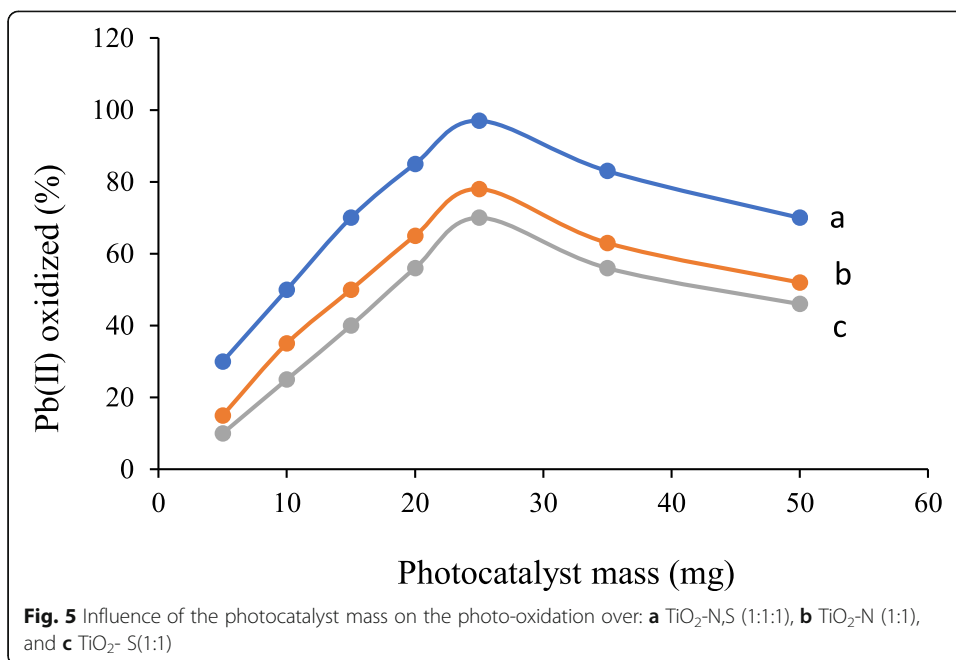 120
100
80
60
40
20
0
Pb(II) oxidized (%)
a
b
c
0 10 20 30 40 50 60
Photocatalyst mass (mg)
Fig. 5 Influence of the photocatalyst mass on the photo-oxidation over: a TiO₂-N,S (1:1:1), b TiO₂-N (1:1),
and c TiO₂- S(1:1)